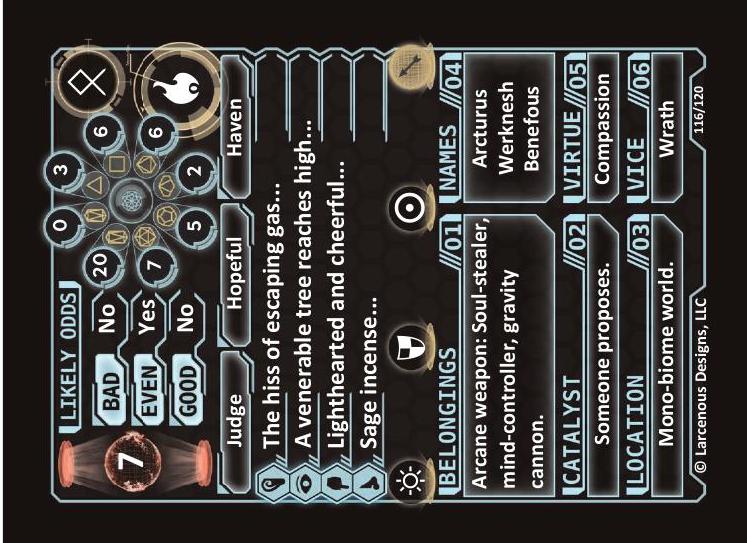 7
LIKELY ODDS
BAD No
EVEN Yes
GOOD No
20
0
3
6
6
2
5
7
Judge
Hopeful
Haven
The hiss of escaping gas...
A venerable tree reaches high...
Lighthearted and cheerful...
Sage incense...
BELONGINGS //01
Arcane weapon: Soul-stealer,
mind-controller, gravity
cannon.
CATALYST //02
Someone proposes.
LOCATION //03
Mono-biome world.
NAMES //04
Arcturus
Werknesh
Benefous
VIRTUE //05
Compassion
VICE //06
Wrath
© Larcenous Designs, LLC
116/120